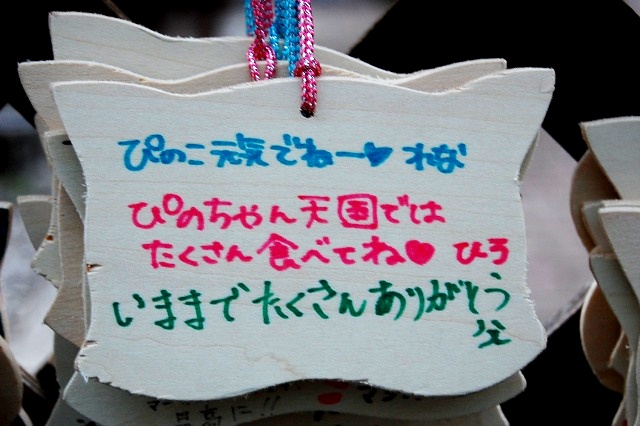 ぴのこ元気でねー♥ れな
ぴのちゃん天国では
たくさん食べてね♥ ひろ
いままでたくさんありがとう
父